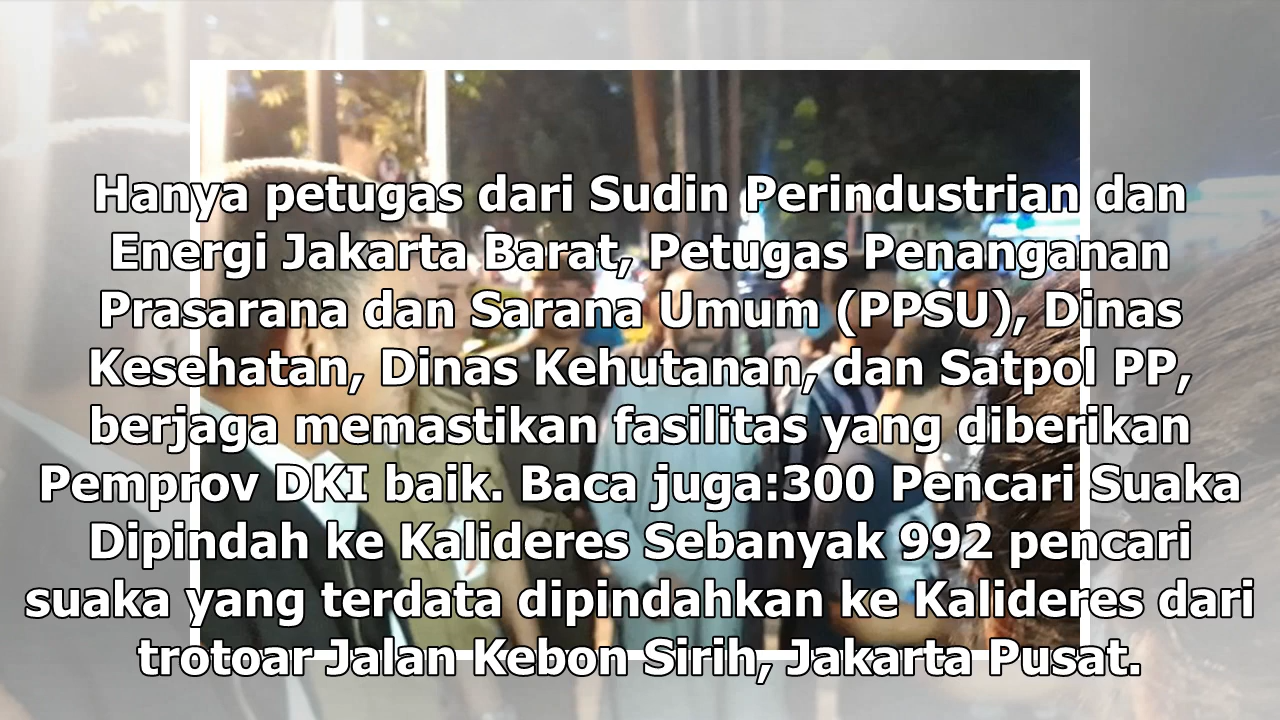 Hanya petugas dari Sudin Perindustrian dan
Energi Jakarta Barat, Petugas Penanganan
Prasarana dan Sarana Umum (PPSU), Dinas
Kesehatan, Dinas Kehutanan, dan Satpol PP,
berjaga memastikan fasilitas yang diberikan
Pemprov DKI baik. Baca juga:300 Pencari Suaka
Dipindah ke Kalideres Sebanyak 992 pencari
suaka yang terdata dipindahkan ke Kalideres dari
trotoar Jalan Kebon Sirih, Jakarta Pusat.